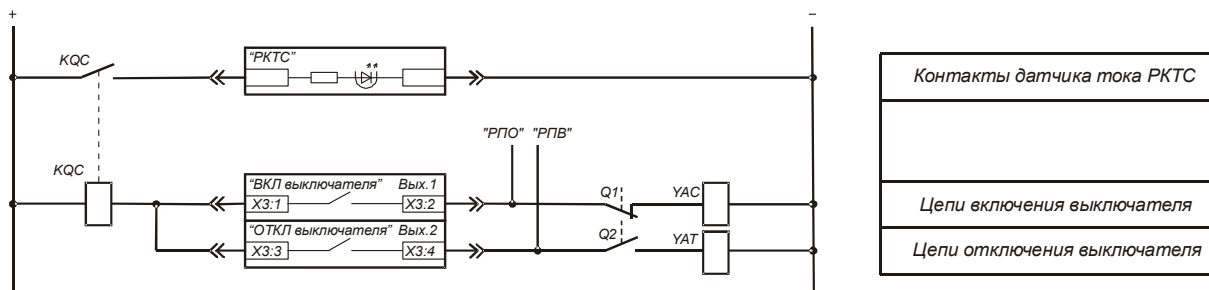 +
–
KQC
"РКТС"
Контакты датчика тока РКТС
"РПО" "РПВ"
KQC
"ВКЛ выключателя" Вых.1
X3:1
X3:2
Q1
YAC
Цепи включения выключателя
"ОТКЛ выключателя" Вых.2
X3:3
X3:4
Q2
YAT
Цепи отключения выключателя